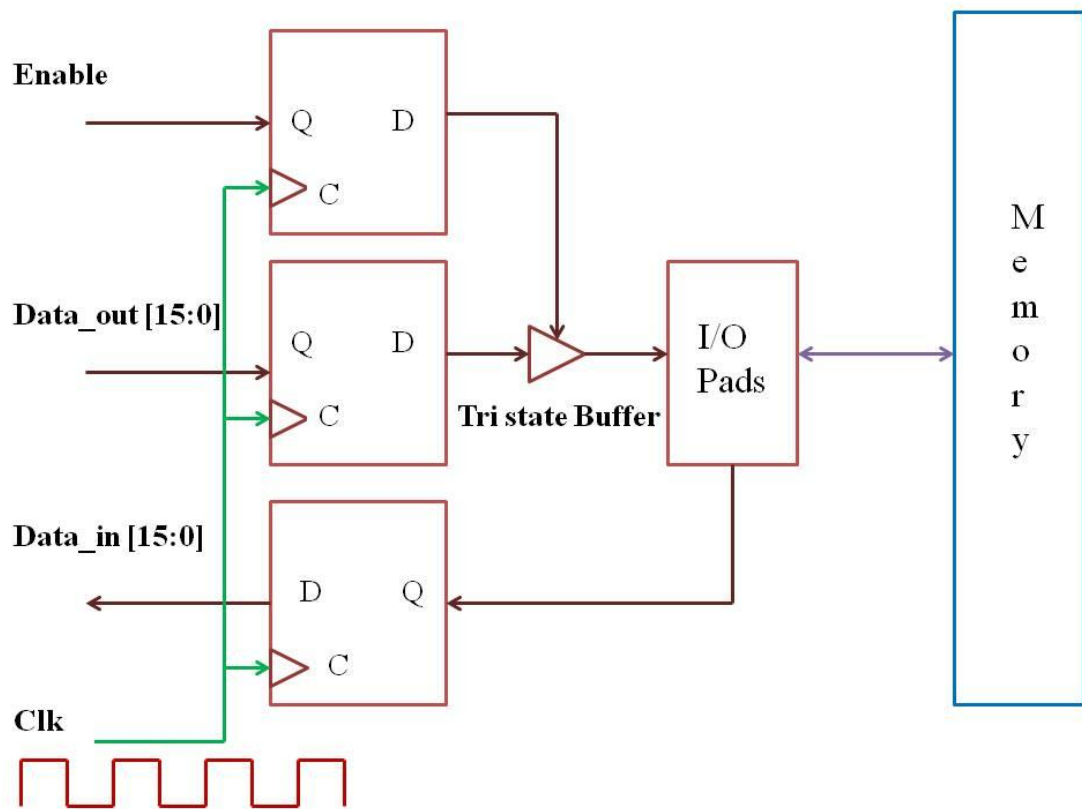 Enable
Q D
C
Data_out [15:0]
Q D
C
Tri state Buffer
I/O
Pads
M
e
m
o
r
y
Data_in [15:0]
D Q
C
Clk